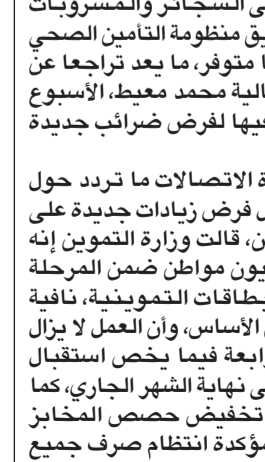 ى السجائر والمشروبات
يق منظومة التأمين الصحي
ا متوفر، ما يعد تراجعا عن
الية محمد معيط، الأسبوع
فيها لفرض ضرائب جديدة
ة الاتصالات ما تردد حول
ل فرض زيادات جديدة على
ن، قالت وزارة التموين إنه
يون مواطن ضمن المرحلة
بطاقات التموينية، نافية
ى الأساس، وأن العمل لا يزال
رابعة فيما يخص استقبال
ى نهاية الشهر الجاري، كما
تخفيض حصص المخابز
مؤكدة انتظام صرف جميع